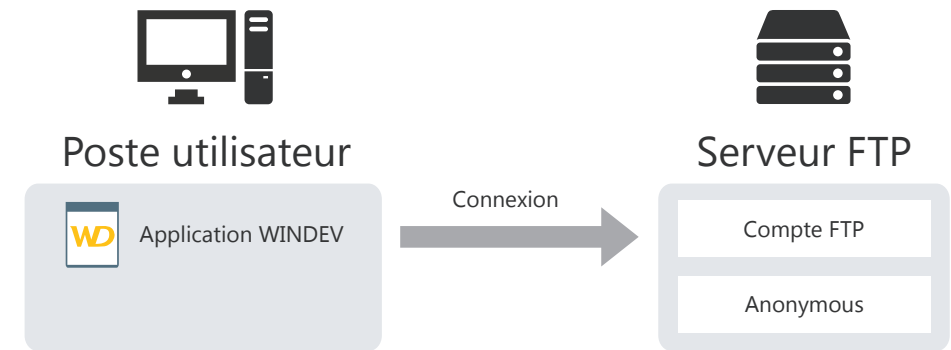 Poste utilisateur
Serveur FTP
Connexion
WD
Application WINDEV
Compte FTP
Anonymous